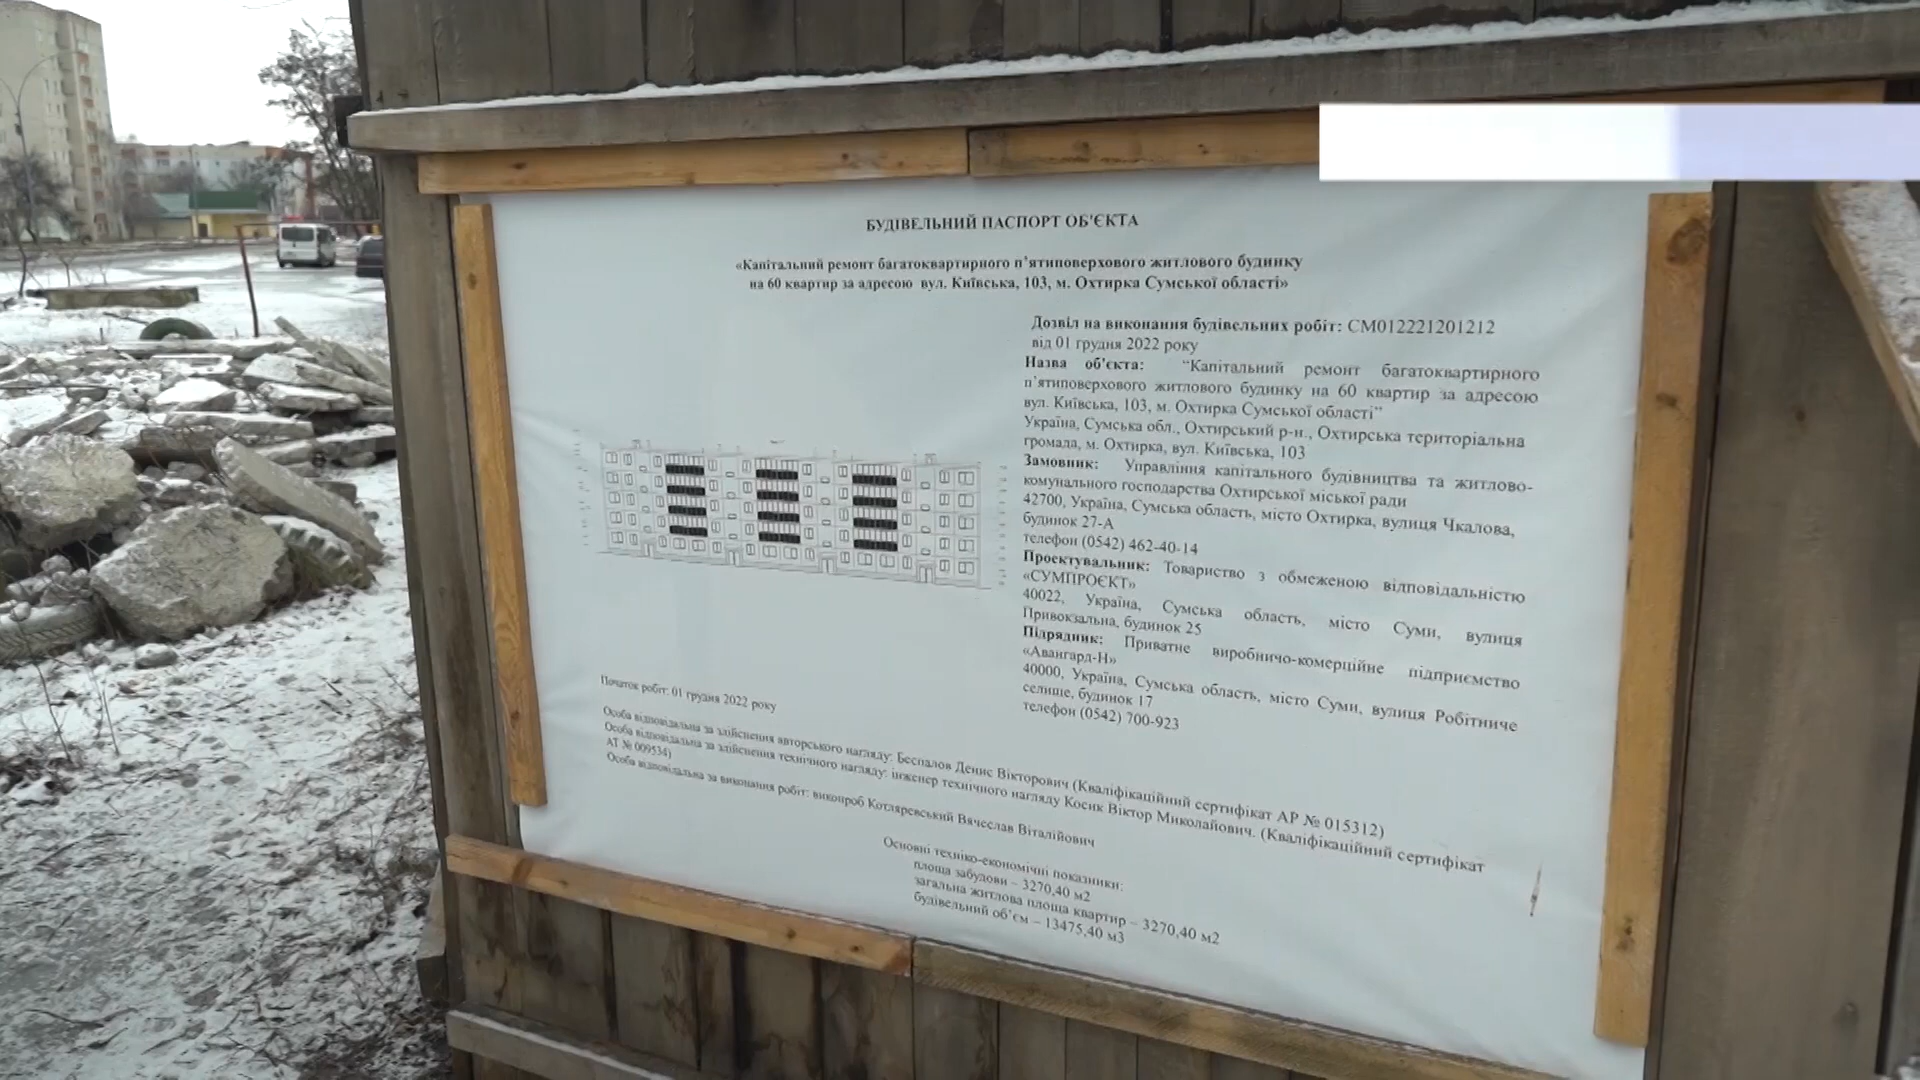 БУДІВЕЛЬНИЙ ПАСПОРТ ОБ'ЄКТА
«Капітальний ремонт багатоквартирного п'ятиповерхового житлового будинку
на 60 квартир за адресою вул. Київська, 103, м. Охтирка Сумської області»
Дозвіл на виконання будівельних робіт: СМ012221201212
від 01 грудня 2022 року
Назва об'єкта: "Капітальний ремонт багатоквартирного
п'ятиповерхового житлового будинку на 60 квартир за адресою
вул. Київська, 103, м. Охтирка Сумської області"
Україна, Сумська обл., Охтирський р-н., Охтирська територіальна
громада, м. Охтирка, вул. Київська, 103
Замовник: Управління капітального будівництва та житлово-
комунального господарства Охтирської міської ради
42700, Україна, Сумська область, місто Охтирка, вулиця Чкалова,
будинок 27-А
телефон (0542) 462-40-14
Проектувальник: Товариство з обмеженою відповідальністю
«СУМПРОЄКТ»
40022, Україна, Сумська область, місто Суми, вулиця
Привокзальна, будинок 25
Підрядник: Приватне виробничо-комерційне підприємство
«Авангард-Н»
40000, Україна, Сумська область, місто Суми, вулиця Робітниче
селище, будинок 17
телефон (0542) 700-923
Початок робіт: 01 грудня 2022 року
Особа відповідальна за здійснення авторського нагляду: Беспалов Денис Вікторович (Кваліфікаційний сертифікат АР № 015312)
Особа відповідальна за здійснення технічного нагляду: інженер технічного нагляду Косик Віктор Миколайович. (Кваліфікаційний сертифікат
АТ № 009534)
Особа відповідальна за виконання робіт: виконроб Котляревський Вячеслав Віталійович
Основні техніко-економічні показники:
площа забудови – 3270,40 м2
загальна житлова площа квартир – 3270,40 м2
будівельний об'єм – 13475,40 м3